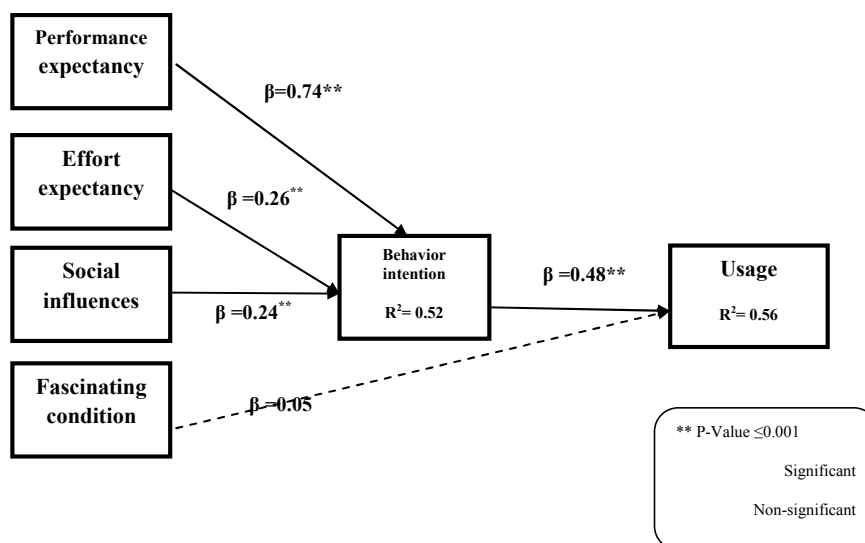 Performance
expectancy
β=0.74**
Effort
expectancy
β =0.26**
Social
influences
β =0.24**
Behavior
intention
R²= 0.52
β =0.48**
Usage
R²= 0.56
Fascinating
condition
β =0.05
** P-Value ≤0.001
Significant
Non-significant